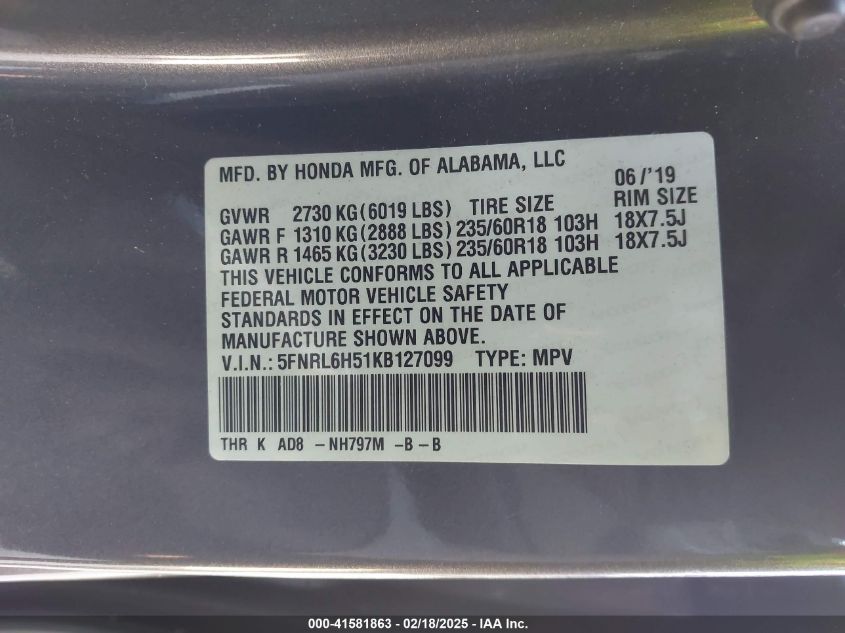 MFD. BY HONDA MFG. OF ALABAMA, LLC
06/'19
GVWR 2730 KG(6019 LBS) TIRE SIZE RIM SIZE
GAWR F 1310 KG(2888 LBS) 235/60R18 103H 18X7.5J
GAWR R 1465 KG(3230 LBS) 235/60R18 103H 18X7.5J
THIS VEHICLE CONFORMS TO ALL APPLICABLE
FEDERAL MOTOR VEHICLE SAFETY
STANDARDS IN EFFECT ON THE DATE OF
MANUFACTURE SHOWN ABOVE.
V.I.N.: 5FNRL6H51KB127099 TYPE: MPV
THR K AD8 – NH797M –B–B
000-41581863 - 02/18/2025 - IAA Inc.